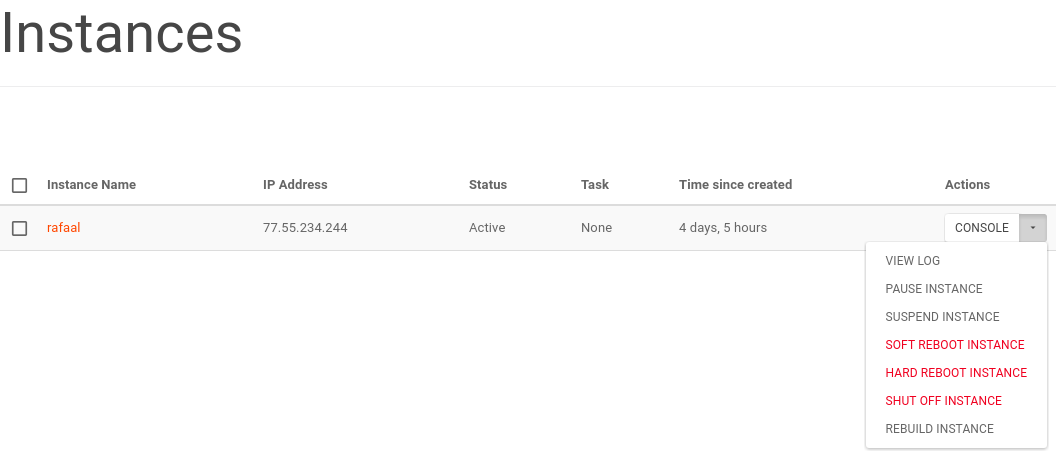 Instances
Instance Name IP Address Status Task Time since created Actions
rafaal 77.55.234.244 Active None 4 days, 5 hours CONSOLE
VIEW LOG
PAUSE INSTANCE
SUSPEND INSTANCE
SOFT REBOOT INSTANCE
HARD REBOOT INSTANCE
SHUT OFF INSTANCE
REBUILD INSTANCE